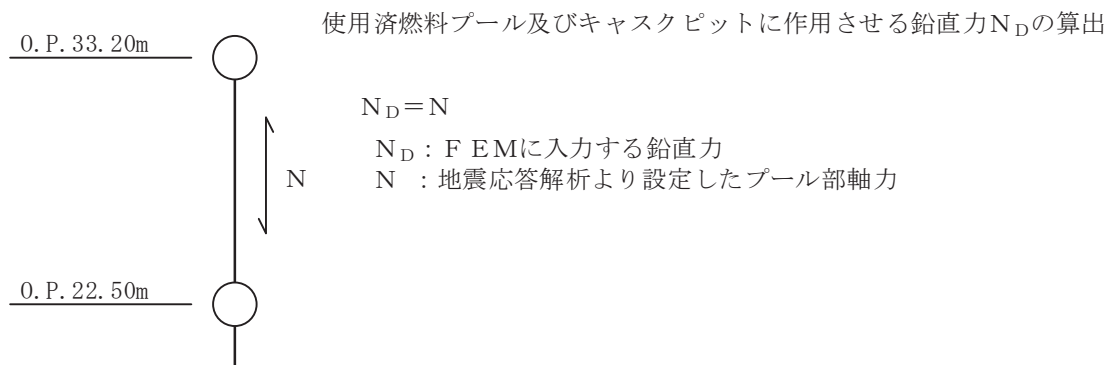 使用済燃料プール及びキャスクピットに作用させる鉛直力N_Dの算出
O.P.33.20m
N_D＝N
N_D：ＦＥＭに入力する鉛直力
N　：地震応答解析より設定したプール部軸力
N
O.P.22.50m